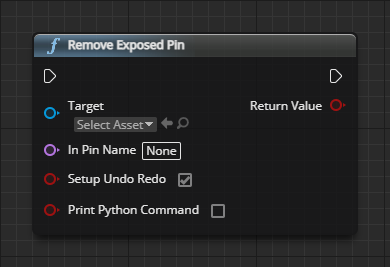 Remove Exposed Pin
Target
Return Value
Select Asset
In Pin Name None
Setup Undo Redo
Print Python Command